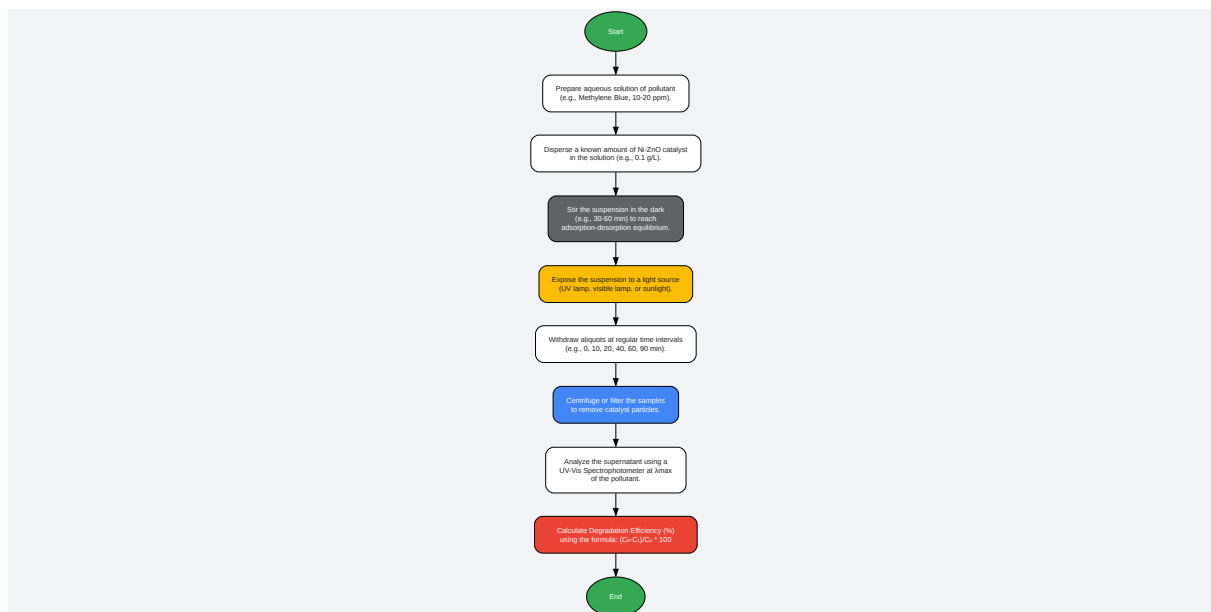 Start
Prepare aqueous solution of pollutant
(e.g., Methylene Blue, 10-20 ppm).
Disperse a known amount of Ni-ZnO catalyst
in the solution (e.g., 0.1 g/L).
Stir the suspension in the dark
(e.g., 30-60 min) to reach
adsorption-desorption equilibrium.
Expose the suspension to a light source
(UV lamp, visible lamp, or sunlight).
Withdraw aliquots at regular time intervals
(e.g., 0, 10, 20, 40, 60, 90 min).
Centrifuge or filter the samples
to remove catalyst particles.
Analyze the supernatant using a
UV-Vis Spectrophotometer at λmax
of the pollutant.
Calculate Degradation Efficiency (%)
using the formula: (C₀-Cₜ)/C₀ * 100
End